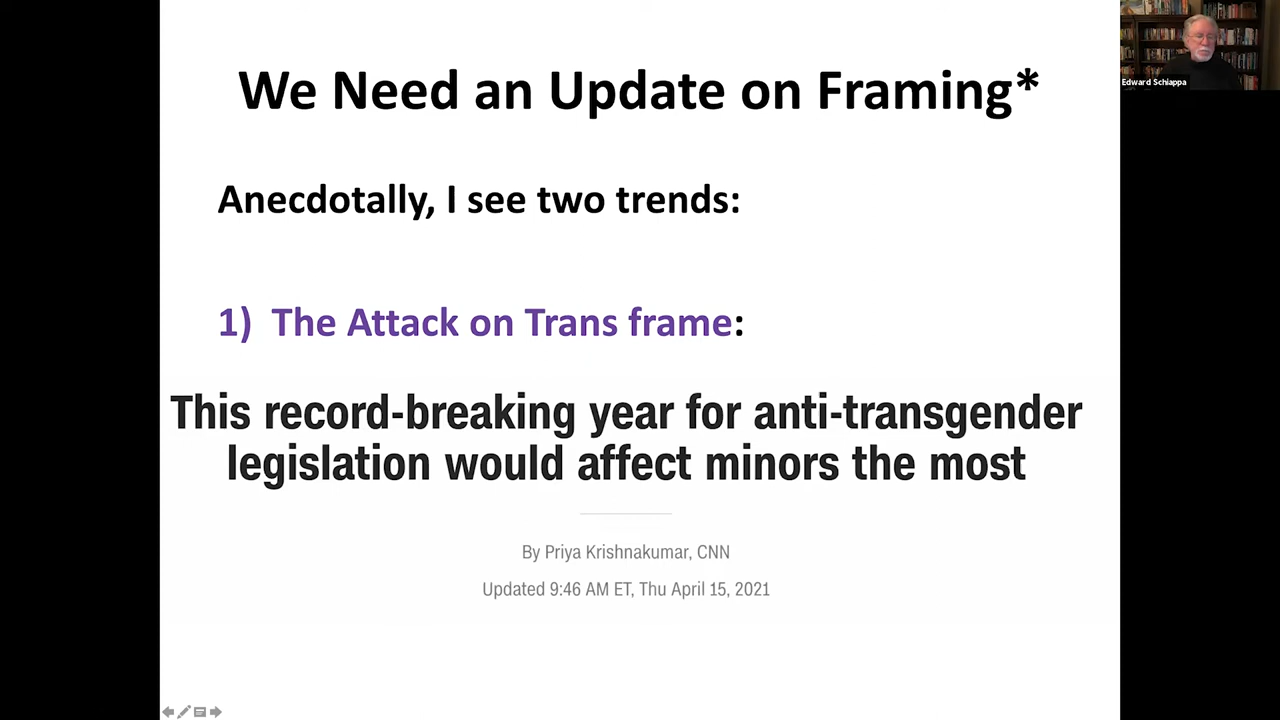 We Need an Update on Framing*
Edward Schiappa
Anecdotally, I see two trends:
1) The Attack on Trans frame:
This record-breaking year for anti-transgender
legislation would affect minors the most
By Priya Krishnakumar, CNN
Updated 9:46 AM ET, Thu April 15, 2021